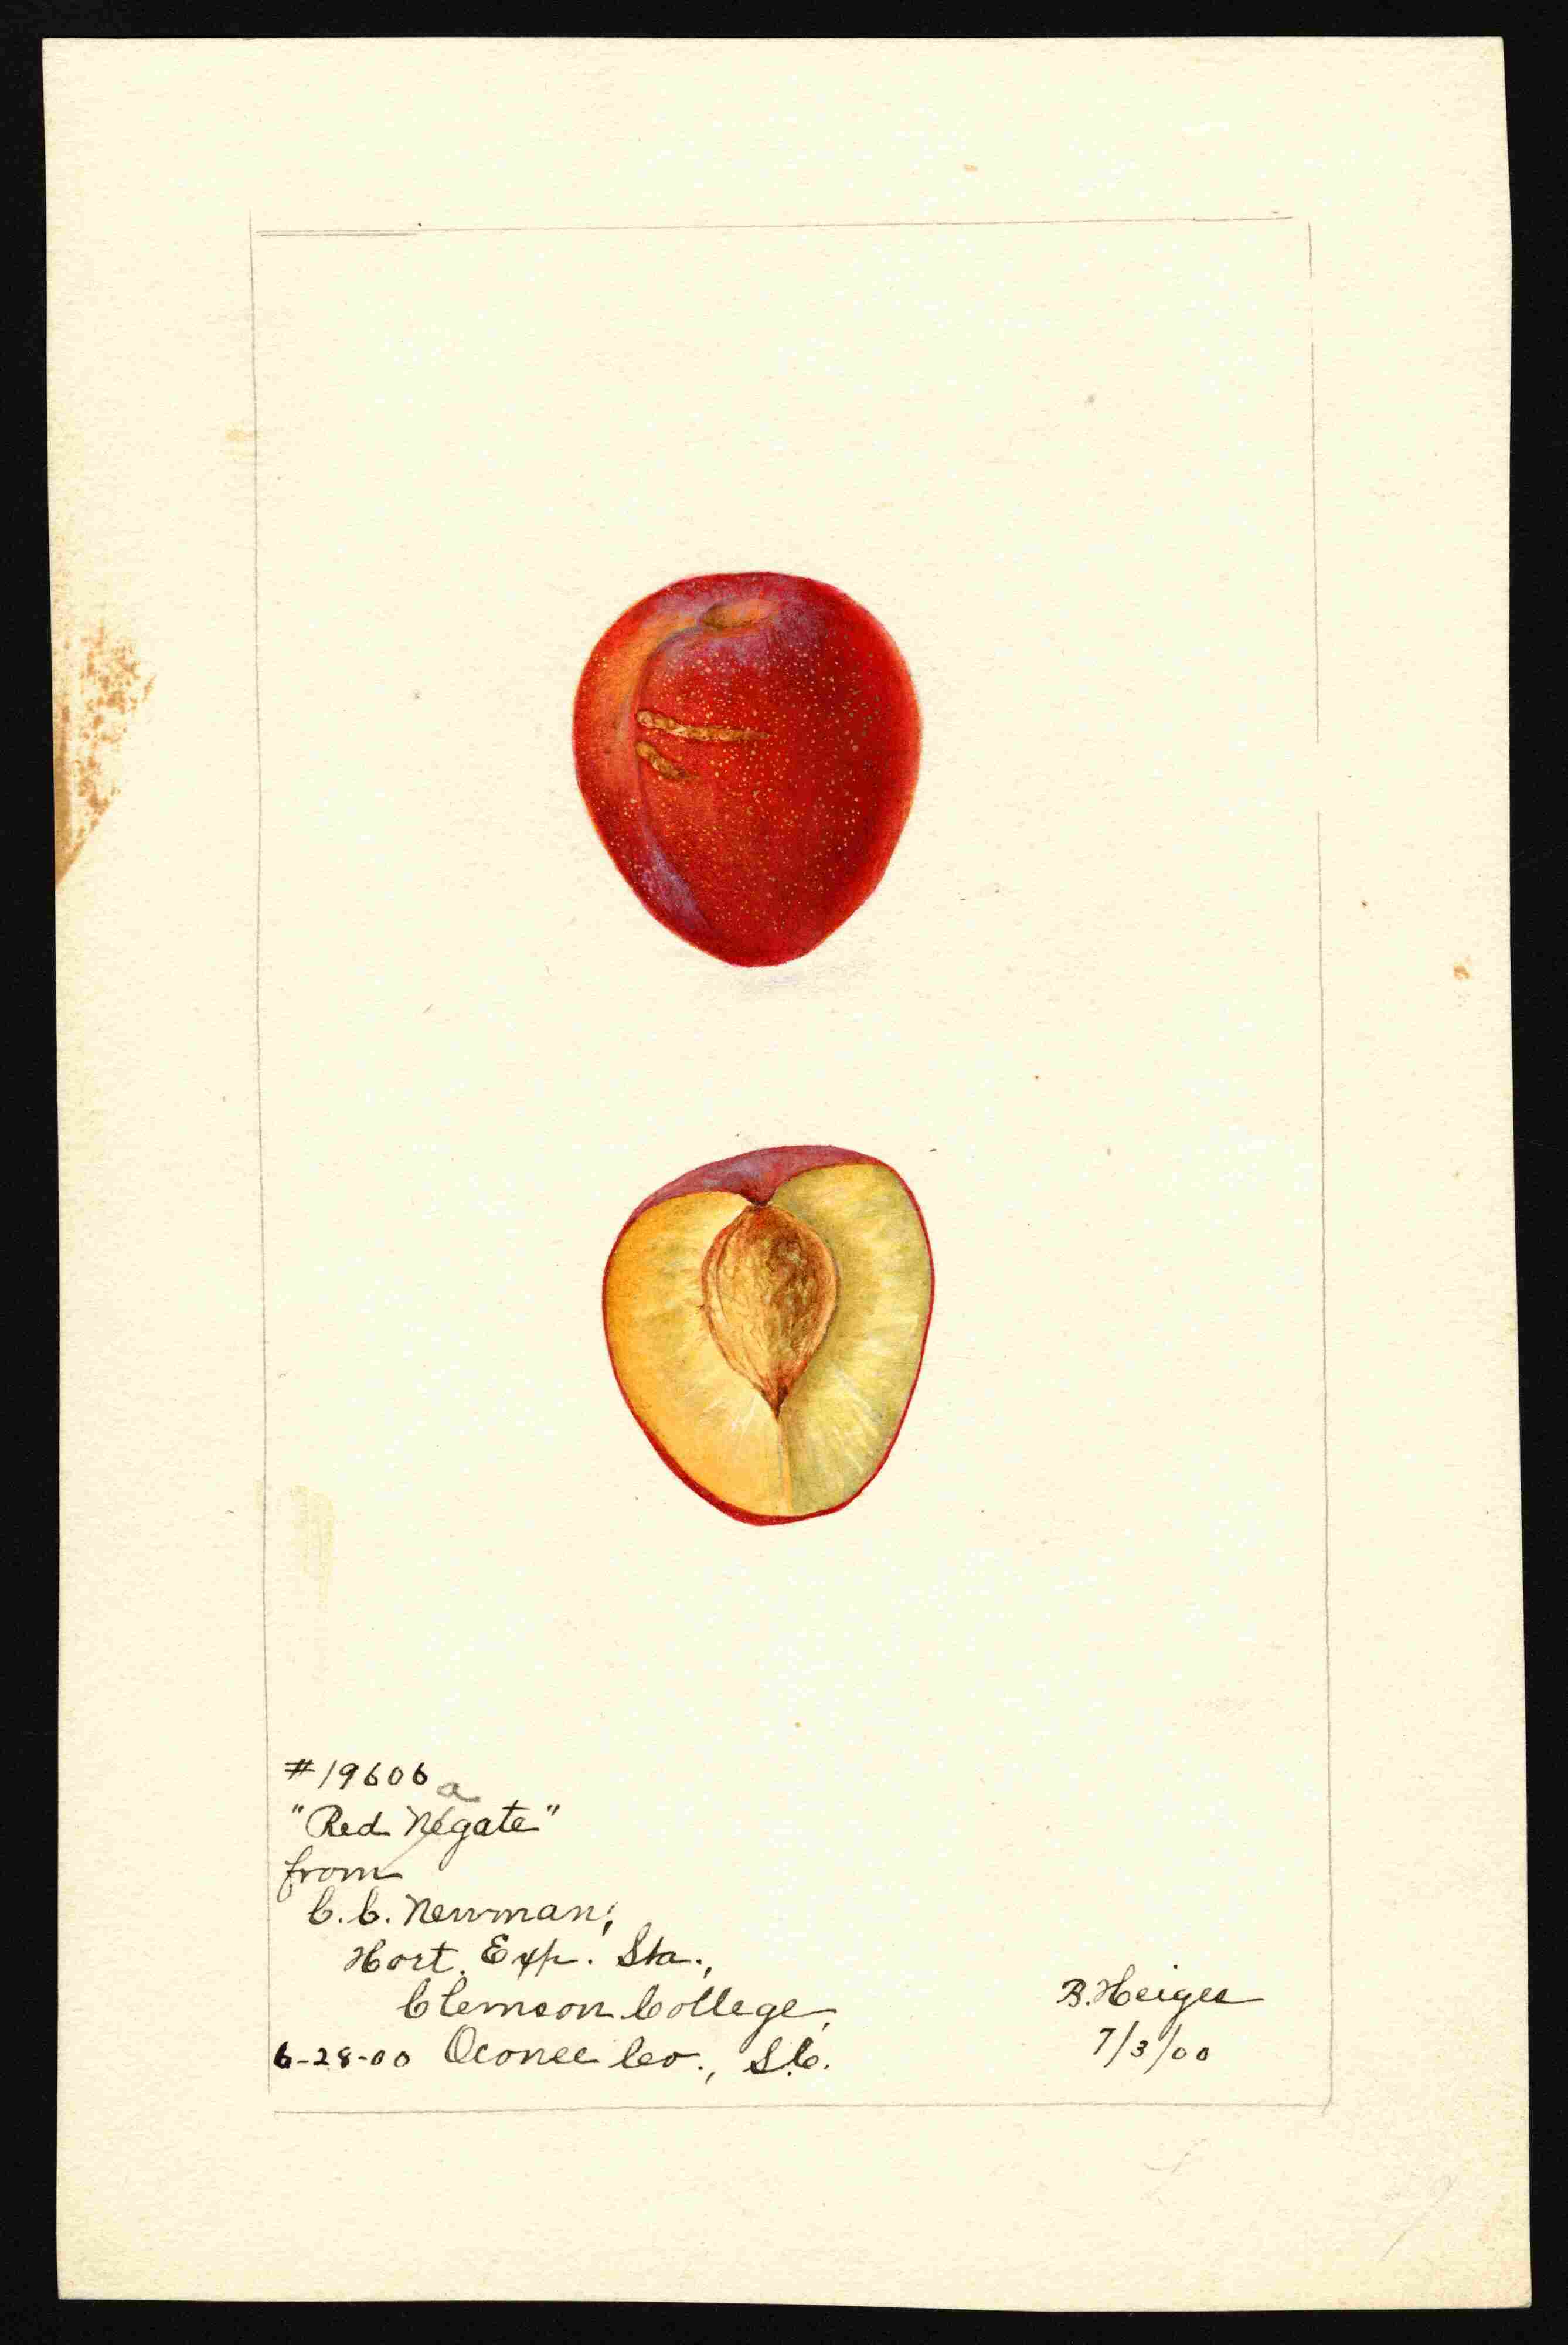 #19606a
"Red Negate"
from
C. C. Newman,
Hort. Exp. Sta.,
Clemson College,
6-28-00 Oconee Co., S.C.
B. Heiges
7/3/00